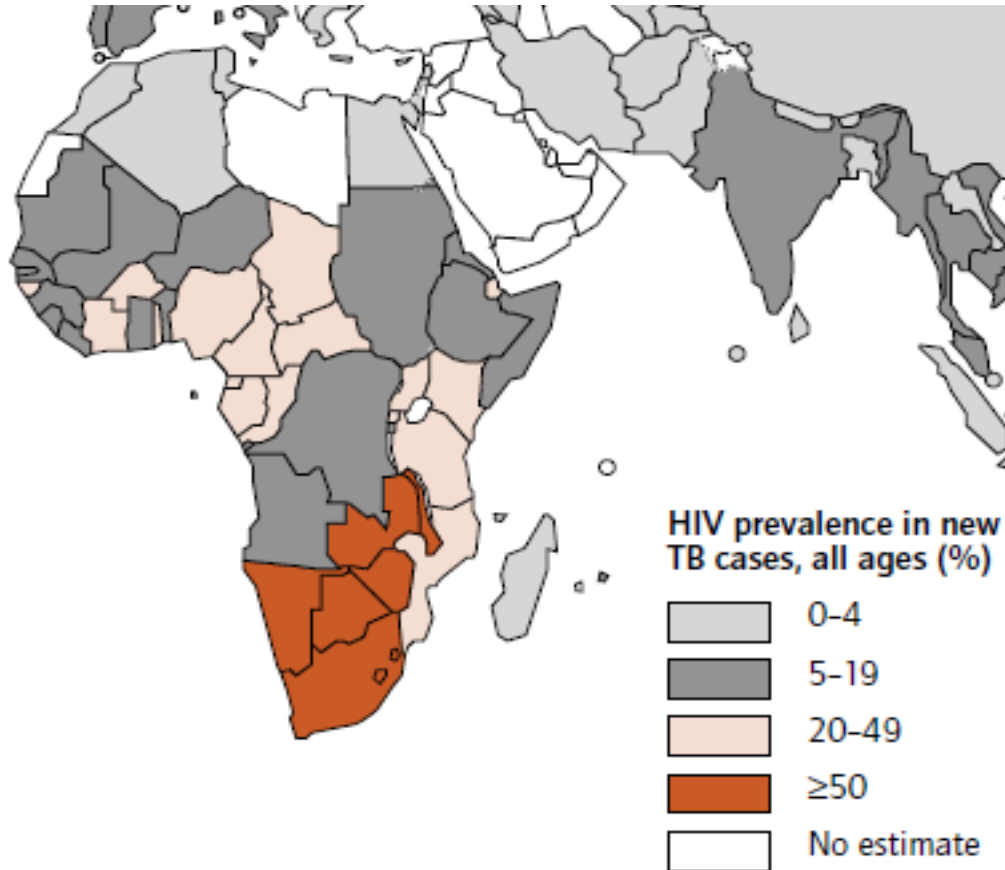 HIV prevalence in new
TB cases, all ages (%)
0–4
5–19
20–49
≥50
No estimate